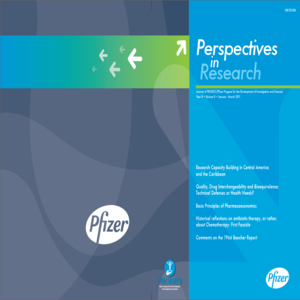 Perspectives
in
Research
Research Capacity Building in Central America
and the Caribbean
Quality, Drug Interchangeability and Bioequivalence:
Technical Defenses or Health Needs?
Basic Principles of Pharmacoeconomics
Historical reflections on antibiotic therapy, or rather,
about Chemotherapy: First Fascicle
Comments on the 1966 Beecher Report
Pfizer
Pfizer